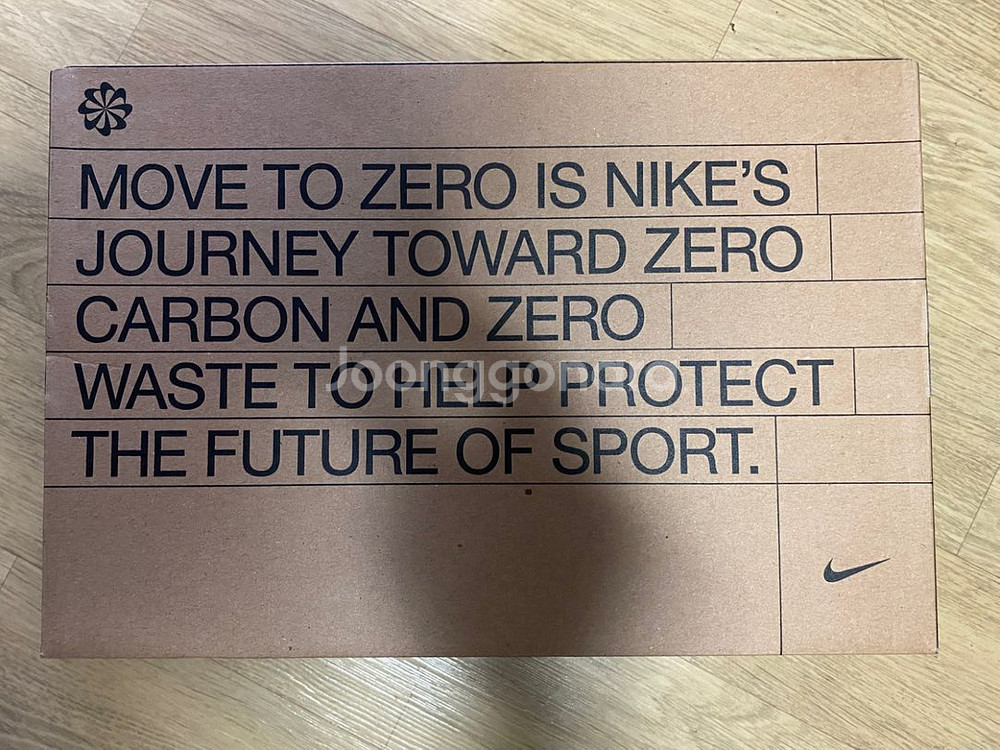 MOVE TO ZERO IS NIKE'S
JOURNEY TOWARD ZERO
CARBON AND ZERO
WASTE TO HELP PROTECT
THE FUTURE OF SPORT.
Joonggonara